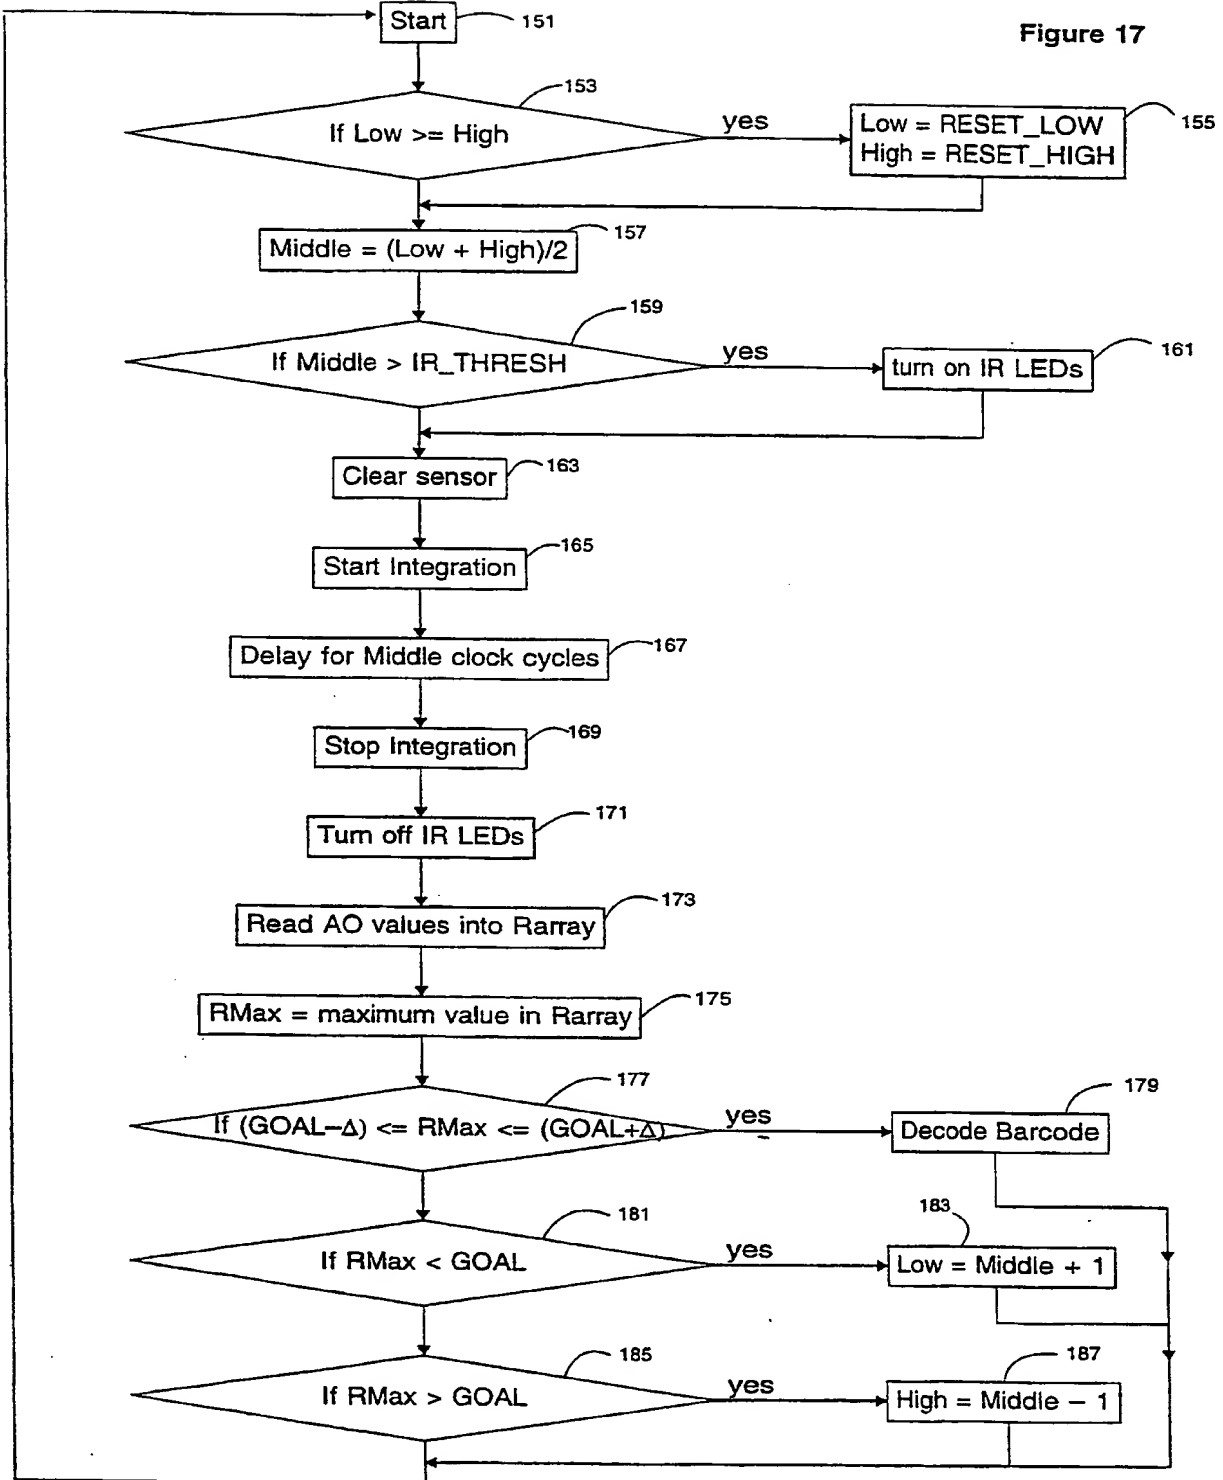 Start
151
Figure 17
153
If Low >= High
yes
Low = RESET_LOW
High = RESET_HIGH
155
Middle = (Low + High)/2
157
159
If Middle > IR_THRESH
yes
turn on IR LEDs
161
Clear sensor
163
Start Integration
165
Delay for Middle clock cycles
167
Stop Integration
169
Turn off IR LEDs
171
Read AO values into Rarray
173
RMax = maximum value in Rarray
175
177
If (GOAL−Δ) <= RMax <= (GOAL+Δ)
yes
Decode Barcode
179
181
If RMax < GOAL
yes
183
Low = Middle + 1
185
If RMax > GOAL
yes
187
High = Middle − 1